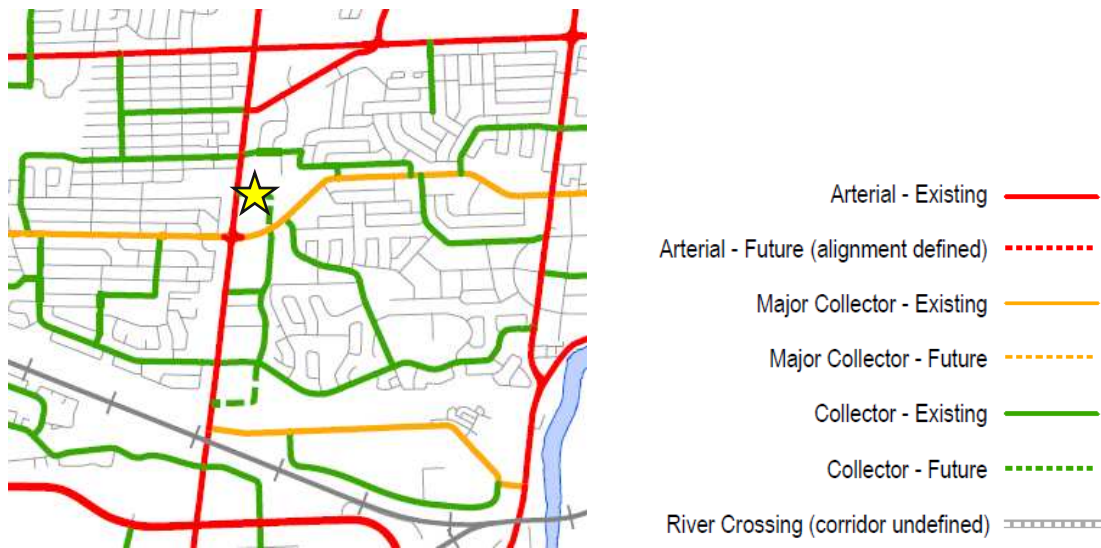 Arterial - Existing
Arterial - Future (alignment defined)
Major Collector - Existing
Major Collector - Future
Collector - Existing
Collector - Future
River Crossing (corridor undefined)